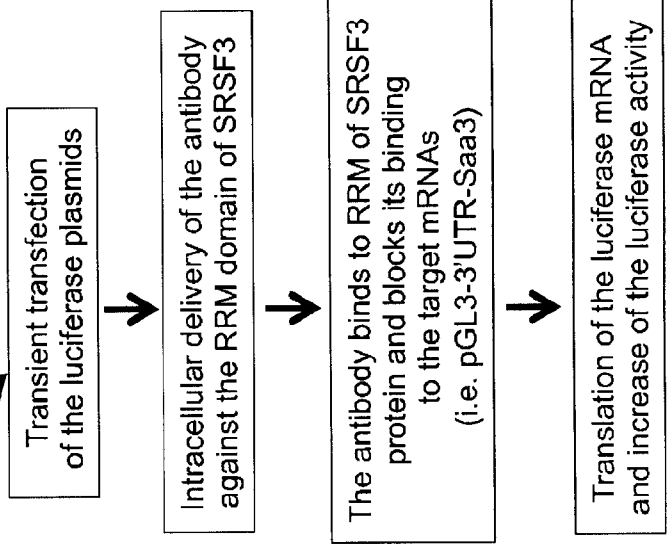 Transient transfection
of the luciferase plasmids
Intracellular delivery of the antibody
against the RRM domain of SRSF3
The antibody binds to RRM of SRSF3
protein and blocks its binding
to the target mRNAs
(i.e. pGL3-3'UTR-Saa3)
Translation of the luciferase mRNA
and increase of the luciferase activity